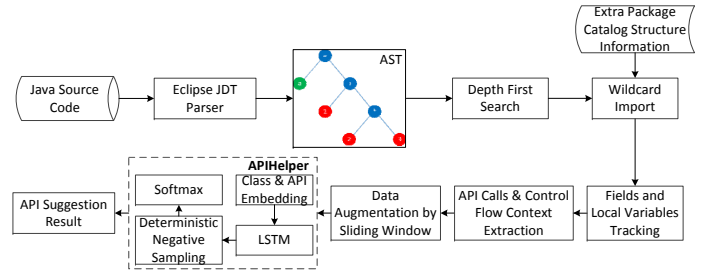 Extra Package
Catalog Structure
Information
AST
Java Source
Code
Eclipse JDT
Parser
Depth First
Search
Wildcard
Import
APIHelper
Softmax
Class & API
Embedding
API Suggestion
Result
Deterministic
Negative
Sampling
LSTM
Data
Augmentation by
Sliding Window
API Calls & Control
Flow Context
Extraction
Fields and
Local Variables
Tracking